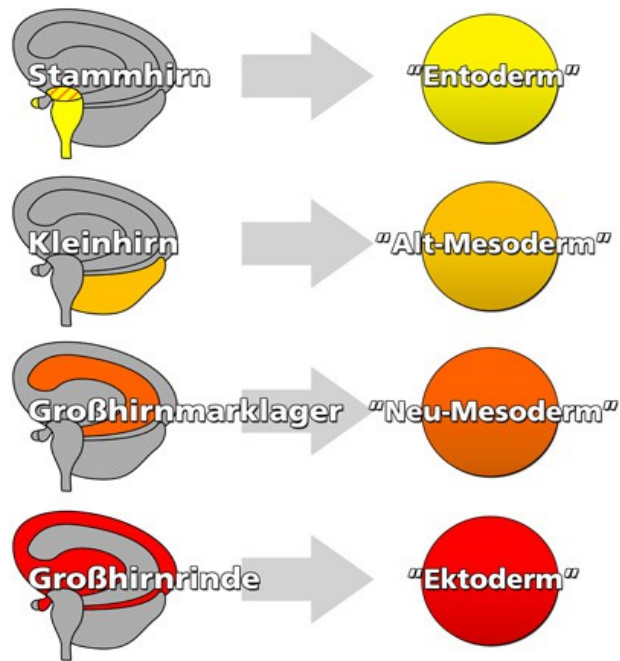 Stammhirn
"Entoderm"
Kleinhirn
"Alt-Mesoderm"
Großhirnmarklager
"Neu-Mesoderm"
Großhirnrinde
"Ektoderm"